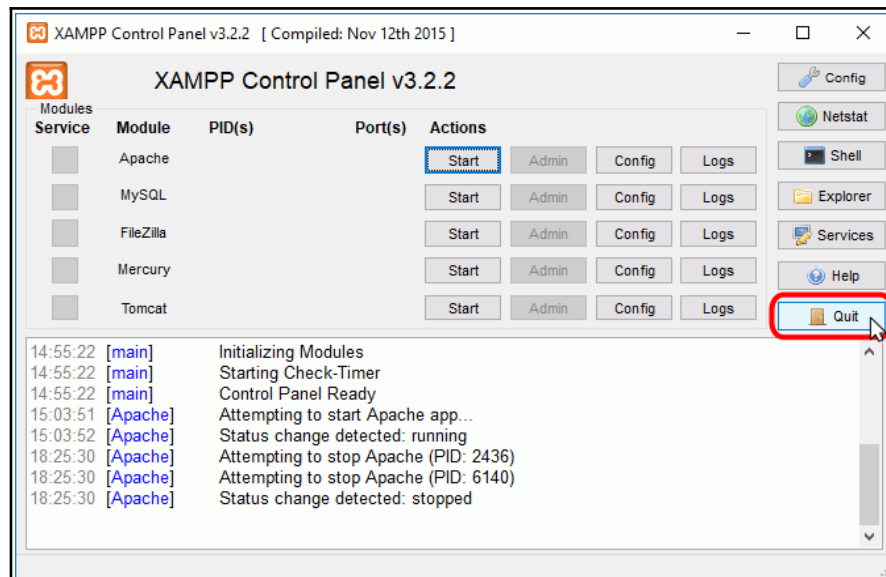 XAMPP Control Panel v3.2.2 [ Compiled: Nov 12th 2015 ]
XAMPP Control Panel v3.2.2
Config
Modules
Service Module PID(s) Port(s) Actions
Netstat
Apache Start Admin Config Logs
Shell
MySQL Start Admin Config Logs
Explorer
FileZilla Start Admin Config Logs
Services
Mercury Start Admin Config Logs
Help
Tomcat Start Admin Config Logs
Quit
14:55:22 [main] Initializing Modules
14:55:22 [main] Starting Check-Timer
14:55:22 [main] Control Panel Ready
15:03:51 [Apache] Attempting to start Apache app...
15:03:52 [Apache] Status change detected: running
18:25:30 [Apache] Attempting to stop Apache (PID: 2436)
18:25:30 [Apache] Attempting to stop Apache (PID: 6140)
18:25:30 [Apache] Status change detected: stopped